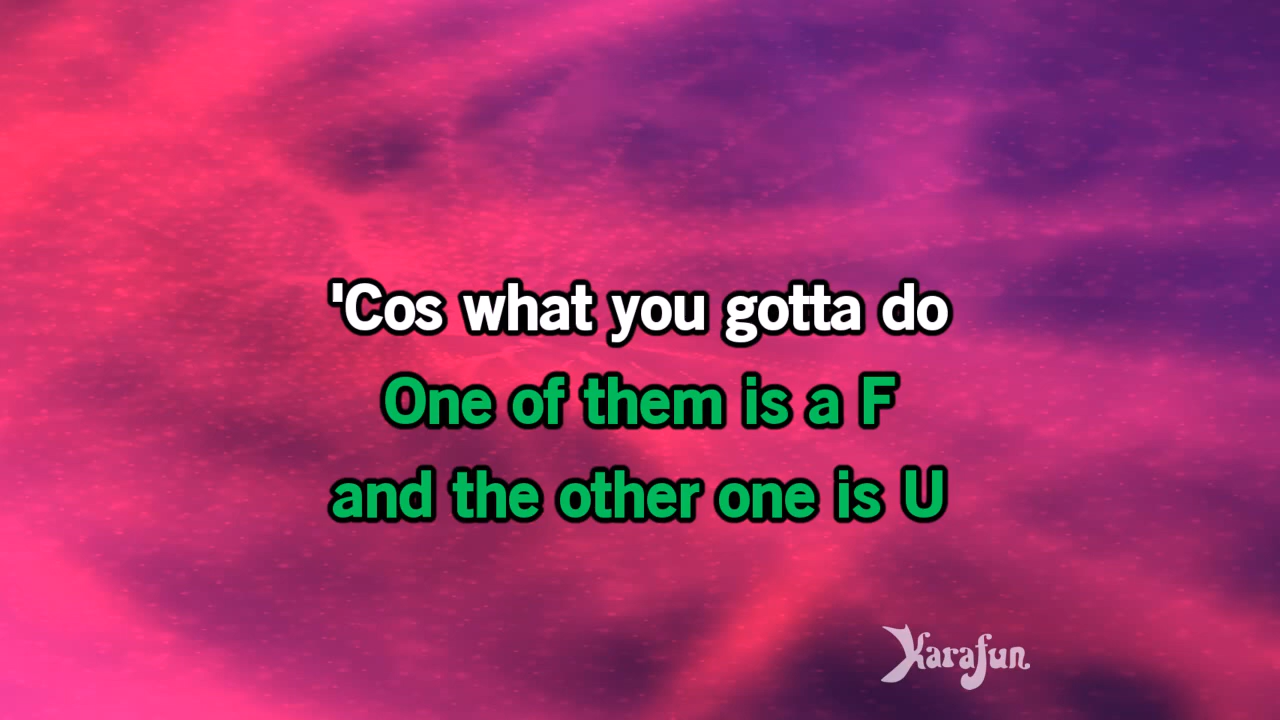 'Cos what you gotta do
One of them is a F
and the other one is U
Karafun